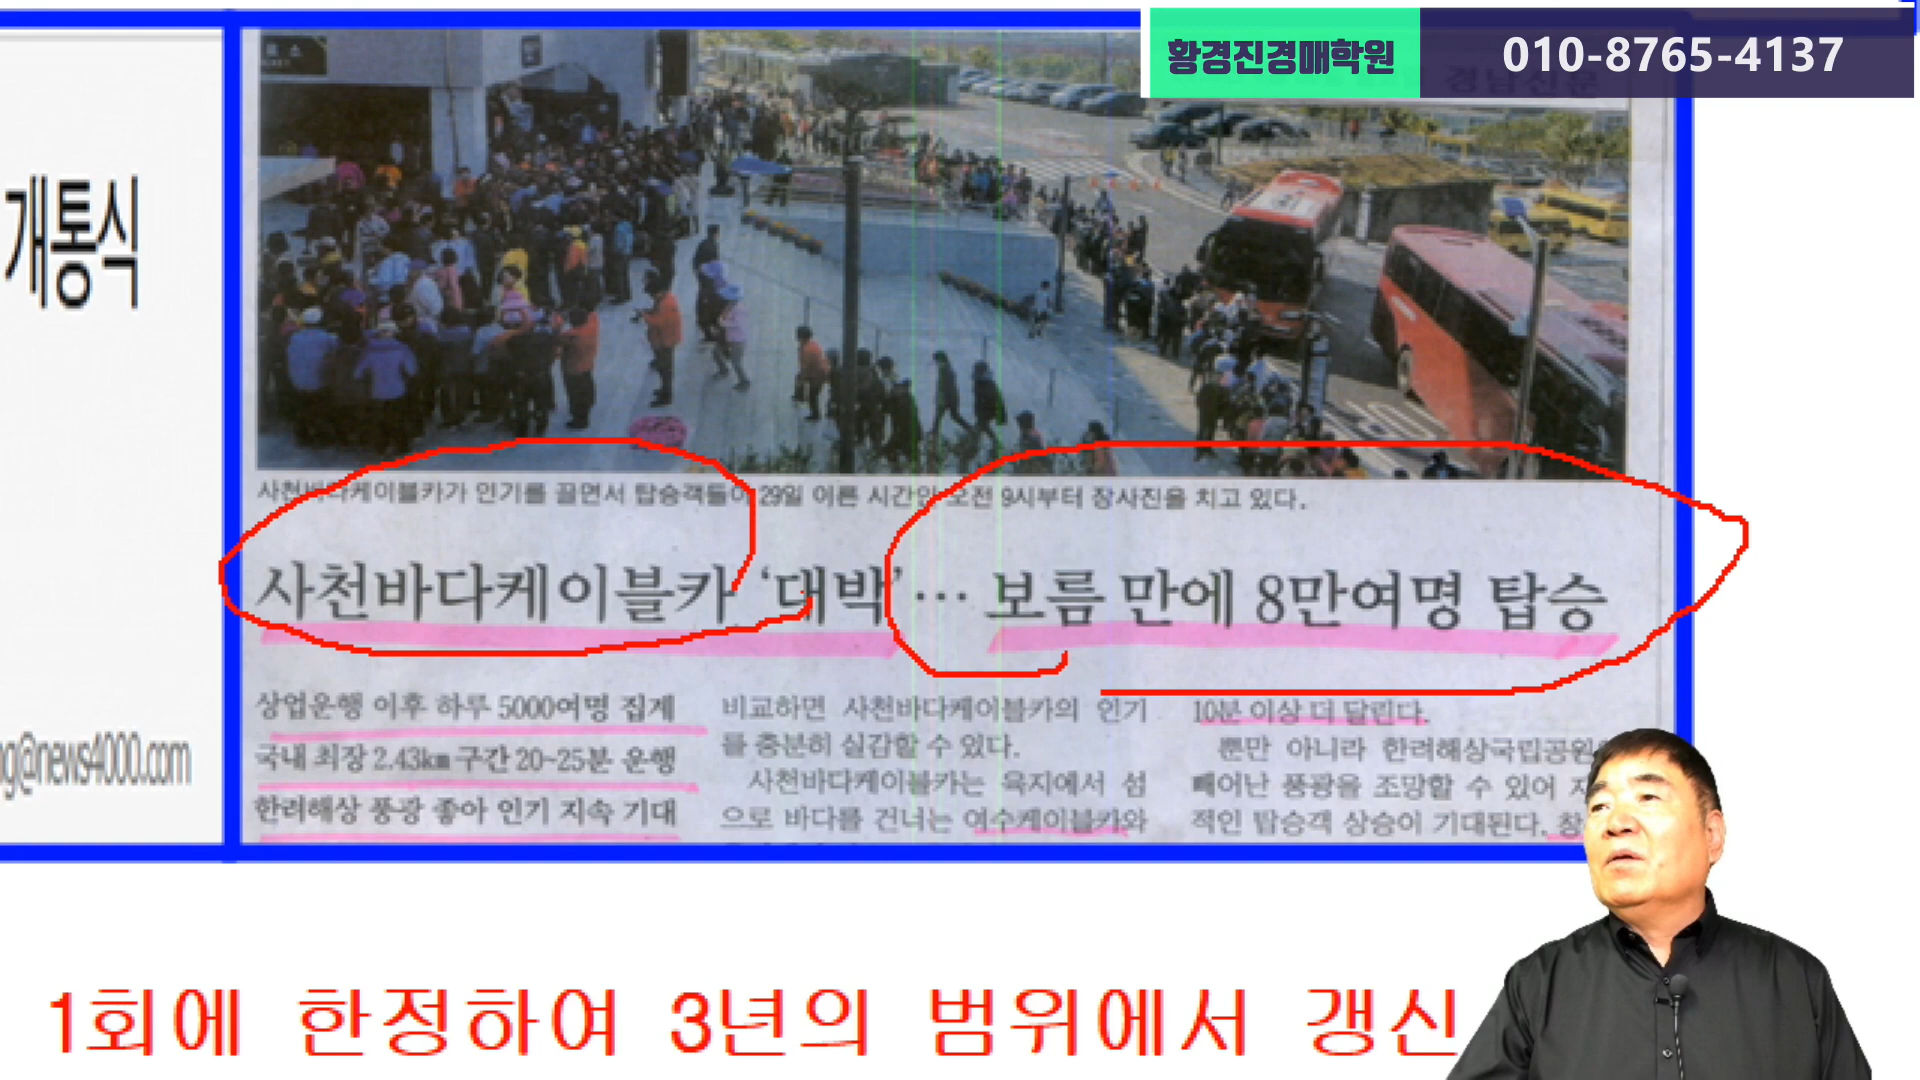 황경진경매학원
010-8765-4137
경남신문
개통식
사천바다케이블카가 인기를 끌면서 탑승객들이 29일 이른 시간인 오전 9시부터 장사진을 치고 있다.
사천바다케이블카 ‘대박’… 보름 만에 8만여명 탑승
상업운행 이후 하루 5000여명 집계
국내 최장 2.43km 구간 20~25분 운행
한려해상 풍광 좋아 인기 지속 기대
비교하면 사천바다케이블카의 인기
를 충분히 실감할 수 있다.
사천바다케이블카는 육지에서 섬
으로 바다를 건너는 여수케이블카와
10분 이상 더 달린다.
뿐만 아니라 한려해상국립공원
빼어난 풍광을 조망할 수 있어
적인 탑승객 상승이 기대된다. 창
g@news4000.com
1회에 한정하여 3년의 범위에서 갱신